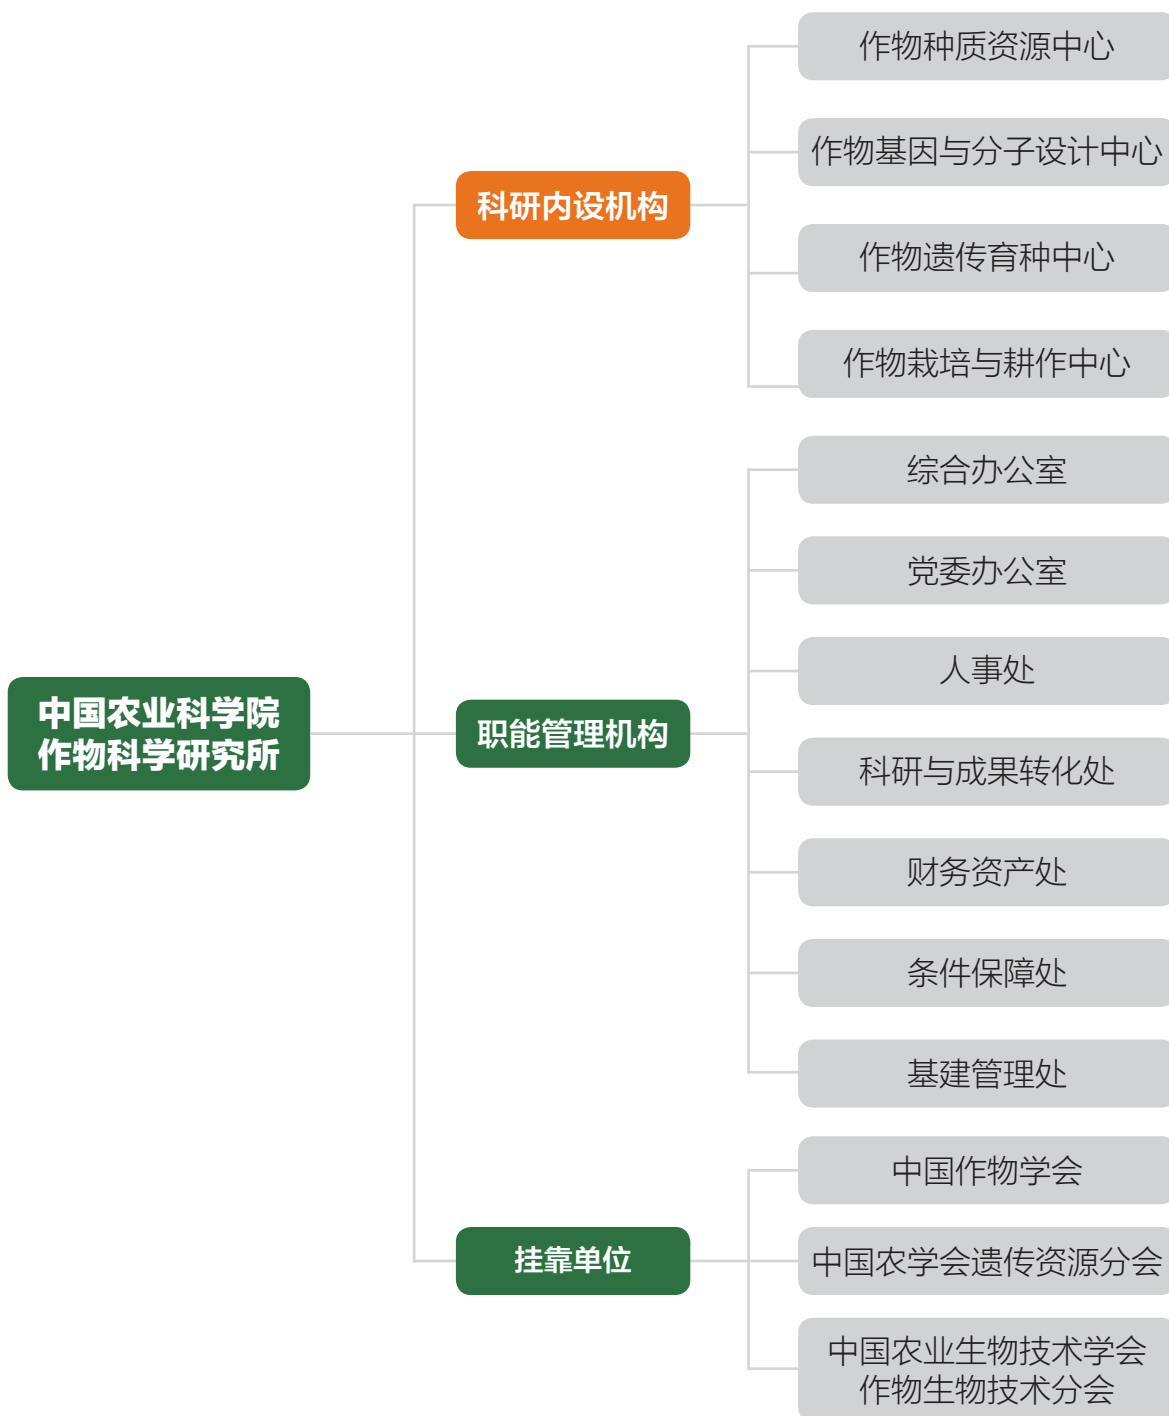 中国农业科学院
作物科学研究所
科研内设机构
作物种质资源中心
作物基因与分子设计中心
作物遗传育种中心
作物栽培与耕作中心
职能管理机构
综合办公室
党委办公室
人事处
科研与成果转化处
财务资产处
条件保障处
基建管理处
挂靠单位
中国作物学会
中国农学会遗传资源分会
中国农业生物技术学会
作物生物技术分会